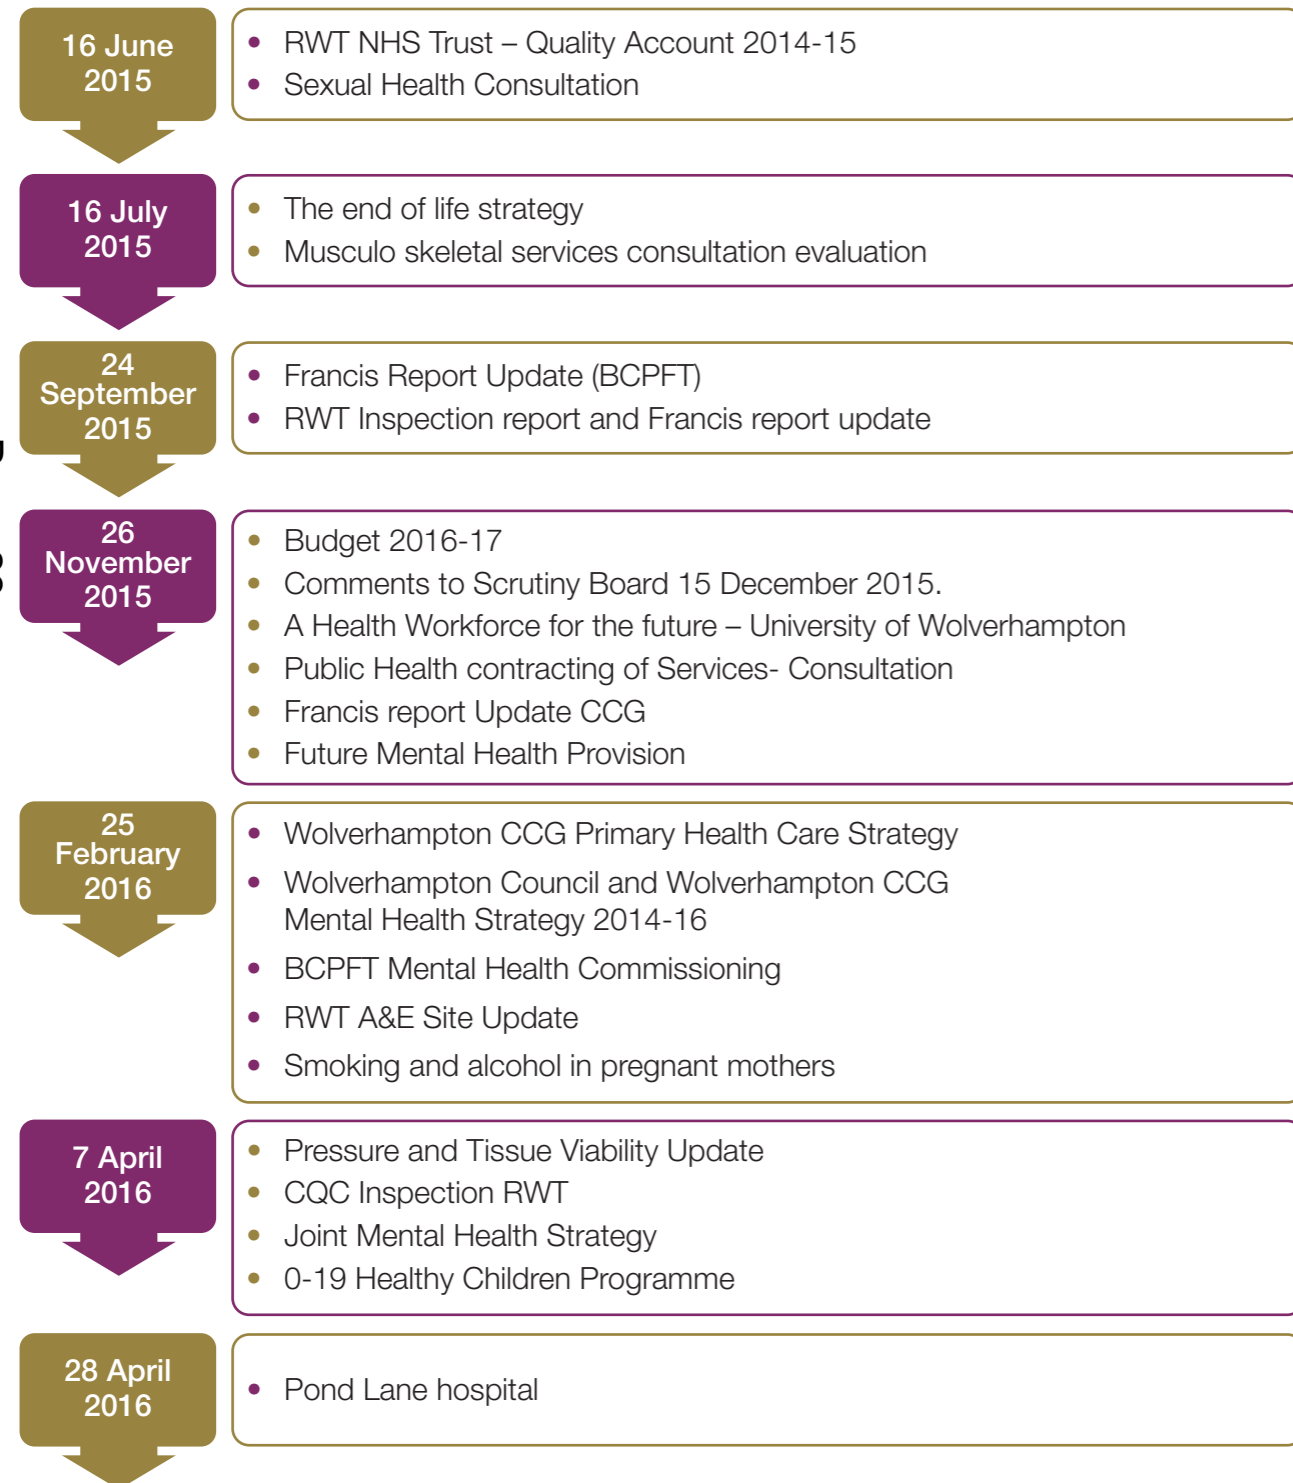 16 June
2015
• RWT NHS Trust – Quality Account 2014-15
• Sexual Health Consultation
16 July
2015
• The end of life strategy
• Musculo skeletal services consultation evaluation
24
September
2015
• Francis Report Update (BCPFT)
• RWT Inspection report and Francis report update
26
November
2015
• Budget 2016-17
• Comments to Scrutiny Board 15 December 2015.
• A Health Workforce for the future – University of Wolverhampton
• Public Health contracting of Services- Consultation
• Francis report Update CCG
• Future Mental Health Provision
25
February
2016
• Wolverhampton CCG Primary Health Care Strategy
• Wolverhampton Council and Wolverhampton CCG
Mental Health Strategy 2014-16
• BCPFT Mental Health Commissioning
• RWT A&E Site Update
• Smoking and alcohol in pregnant mothers
7 April
2016
• Pressure and Tissue Viability Update
• CQC Inspection RWT
• Joint Mental Health Strategy
• 0-19 Healthy Children Programme
28 April
2016
• Pond Lane hospital